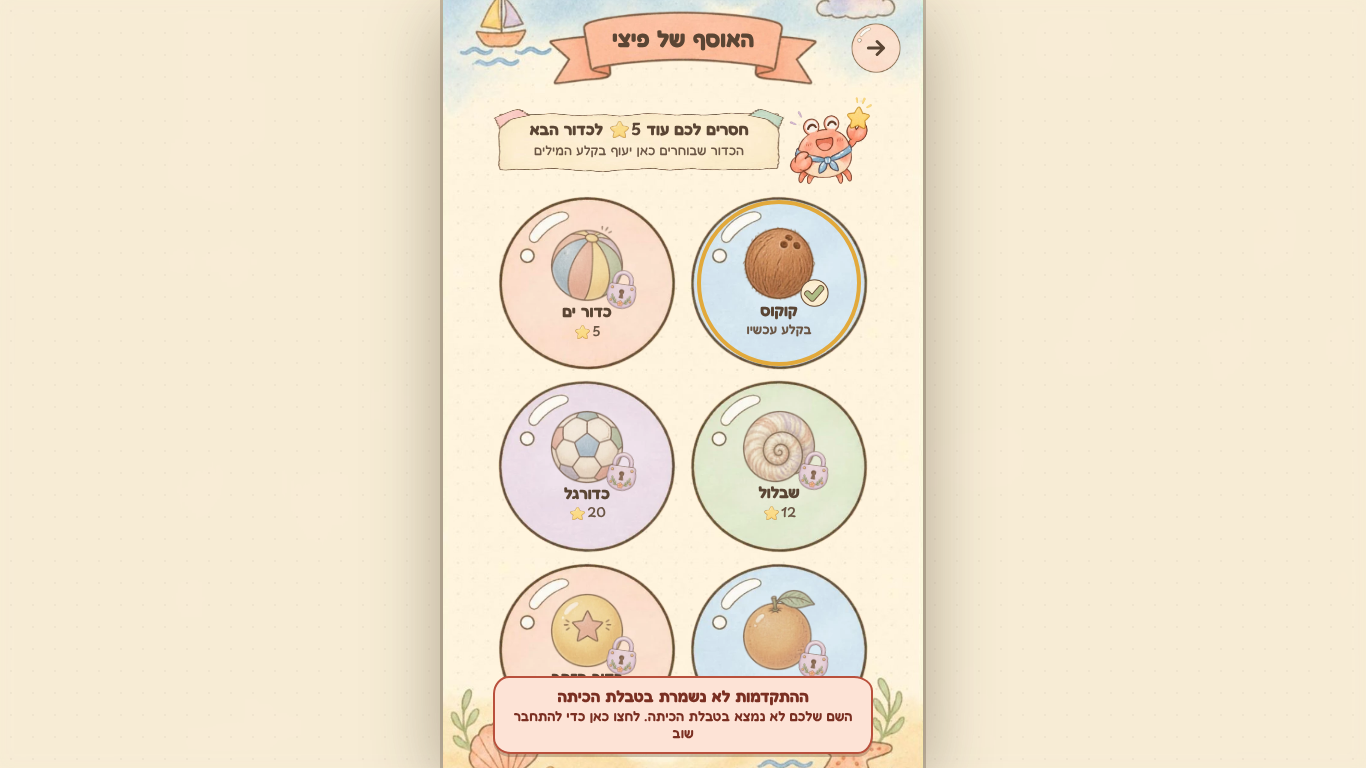 האוסף של פיצי
חסרים לכם עוד 5 לכדור הבא
הכדור שבוחרים כאן יעוף בקלע המילים
קוקוס
בקלע עכשיו
כדור ים
5
שבלול
12
כדורגל
20
ההתקדמות לא נשמרת בטבלת הכיתה
השם שלכם לא נמצא בטבלת הכיתה. לחצו כאן כדי להתחבר
שוב